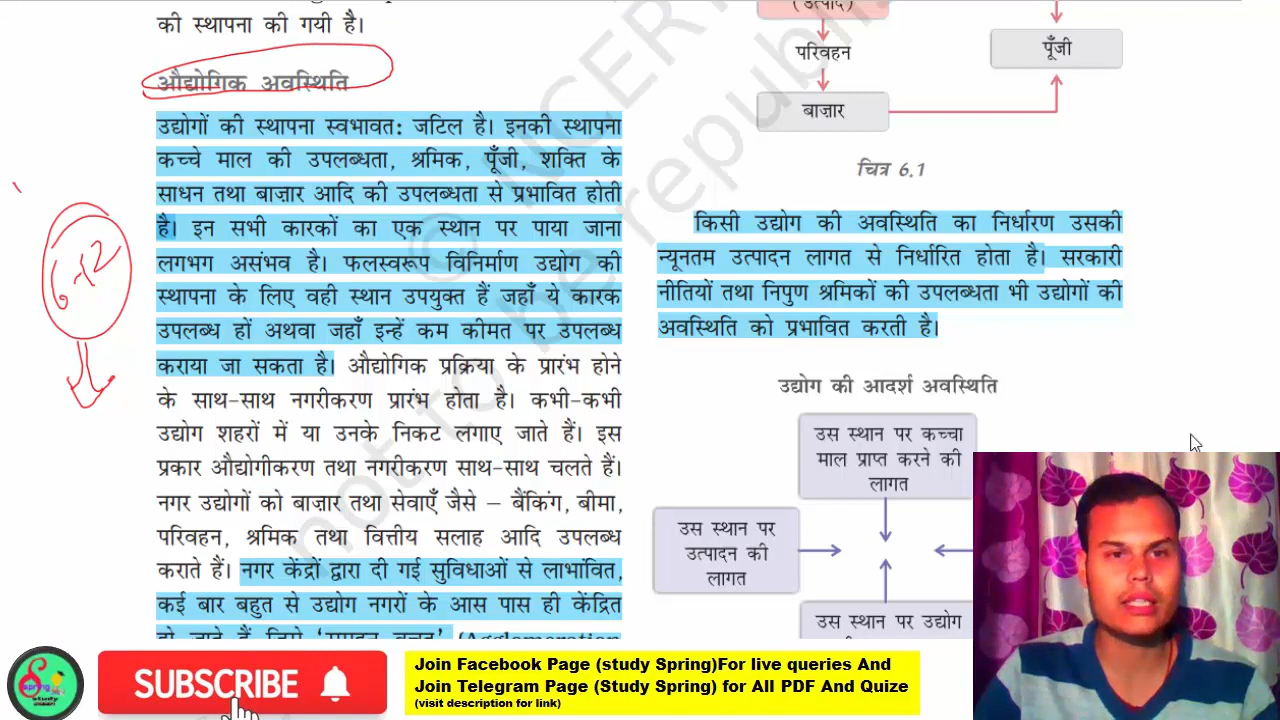 की स्थापना की गयी है।
औद्योगिक अवस्थिति
उद्योगों की स्थापना स्वभावत: जटिल है। इनकी स्थापना
कच्चे माल की उपलब्धता, श्रमिक, पूँजी, शक्ति के
साधन तथा बाज़ार आदि की उपलब्धता से प्रभावित होती
है। इन सभी कारकों का एक स्थान पर पाया जाना
लगभग असंभव है। फलस्वरूप विनिर्माण उद्योग की
स्थापना के लिए वही स्थान उपयुक्त हैं जहाँ ये कारक
उपलब्ध हों अथवा जहाँ इन्हें कम कीमत पर उपलब्ध
कराया जा सकता है। औद्योगिक प्रक्रिया के प्रारंभ होने
के साथ-साथ नगरीकरण प्रारंभ होता है। कभी-कभी
उद्योग शहरों में या उनके निकट लगाए जाते हैं। इस
प्रकार औद्योगीकरण तथा नगरीकरण साथ-साथ चलते हैं।
नगर उद्योगों को बाज़ार तथा सेवाएँ जैसे – बैंकिंग, बीमा,
परिवहन, श्रमिक तथा वित्तीय सलाह आदि उपलब्ध
कराते हैं। नगर केंद्रों द्वारा दी गई सुविधाओं से लाभांवित,
कई बार बहुत से उद्योग नगरों के आस पास ही केंद्रित
(उत्पाद)
परिवहन
बाज़ार
पूँजी
चित्र 6.1
किसी उद्योग की अवस्थिति का निर्धारण उसकी
न्यूनतम उत्पादन लागत से निर्धारित होता है। सरकारी
नीतियों तथा निपुण श्रमिकों की उपलब्धता भी उद्योगों की
अवस्थिति को प्रभावित करती है।
उद्योग की आदर्श अवस्थिति
उस स्थान पर कच्चा
माल प्राप्त करने की
लागत
उस स्थान पर
उत्पादन की
लागत
उस स्थान पर उद्योग
© NCERT
not to be republi
SUBSCRIBE
Join Facebook Page (study Spring)For live queries And
Join Telegram Page (Study Spring) for All PDF And Quize
(visit description for link)